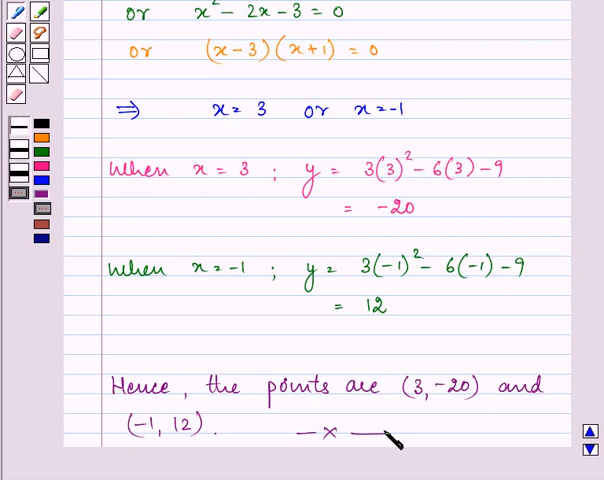 or x² - 2x - 3 = 0
or (x-3)(x+1) = 0
⇒ x = 3 or x = -1
When x = 3 ; y = 3(3)² - 6(3) - 9
= -20
When x = -1 ; y = 3(-1)² - 6(-1) - 9
= 12
Hence, the points are (3, -20) and
(-1, 12). — x —